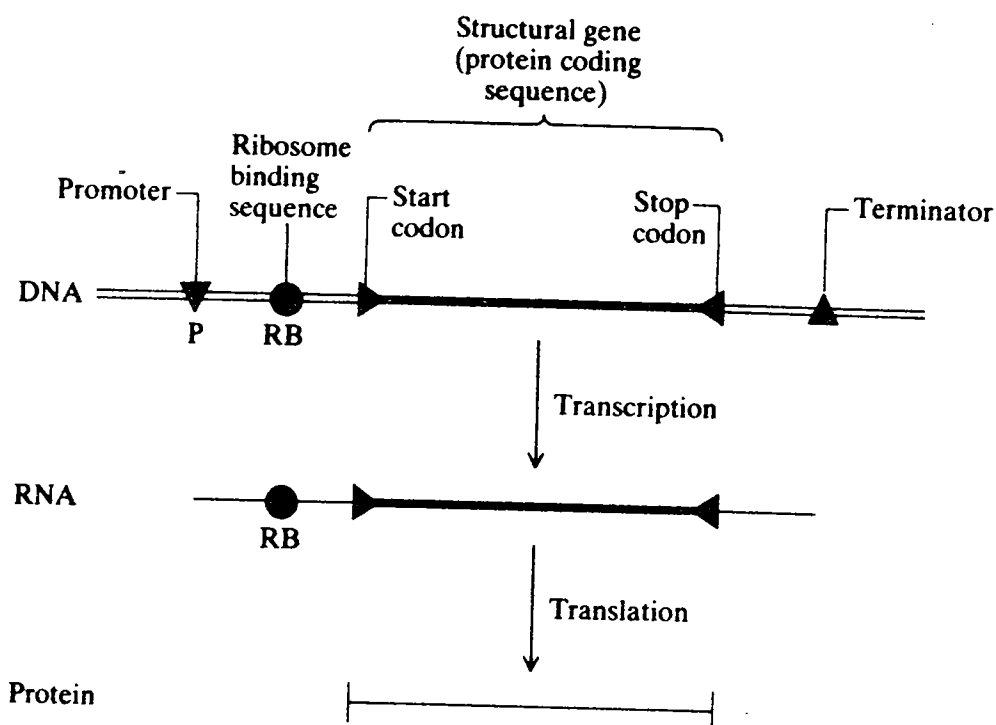 Structural gene
(protein coding
sequence)
Ribosome
binding
sequence
Promoter
Start
codon
Stop
codon
Terminator
DNA
P
RB
Transcription
RNA
RB
Translation
Protein